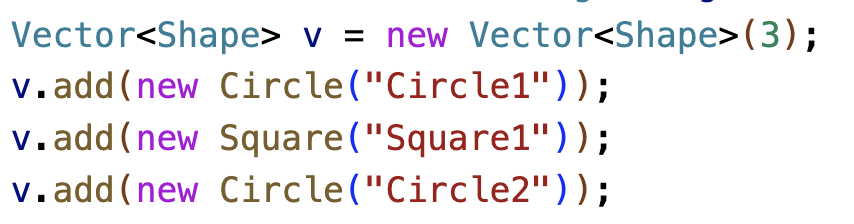 Vector<Shape> v = new Vector<Shape>(3);
v.add(new Circle("Circle1"));
v.add(new Square("Square1"));
v.add(new Circle("Circle2"));